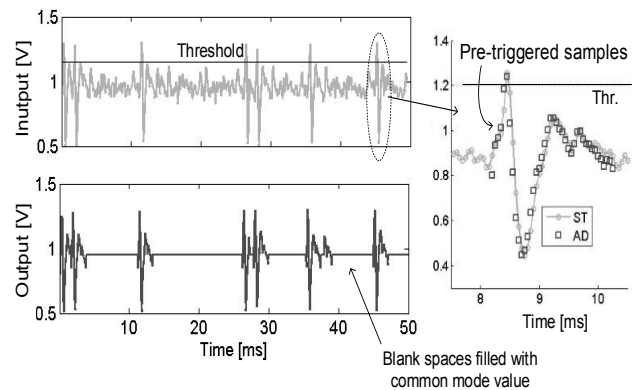 1.5
Threshold
1
0.5
Inutput [V]
1.5
1
0.5
Output [V]
10
20
30
40
50
Time [ms]
Blank spaces filled with
common mode value
1.4
Pre-triggered samples
1.2
Thr.
1
0.8
0.6
0.4
ST
AD
8
9
10
Time [ms]